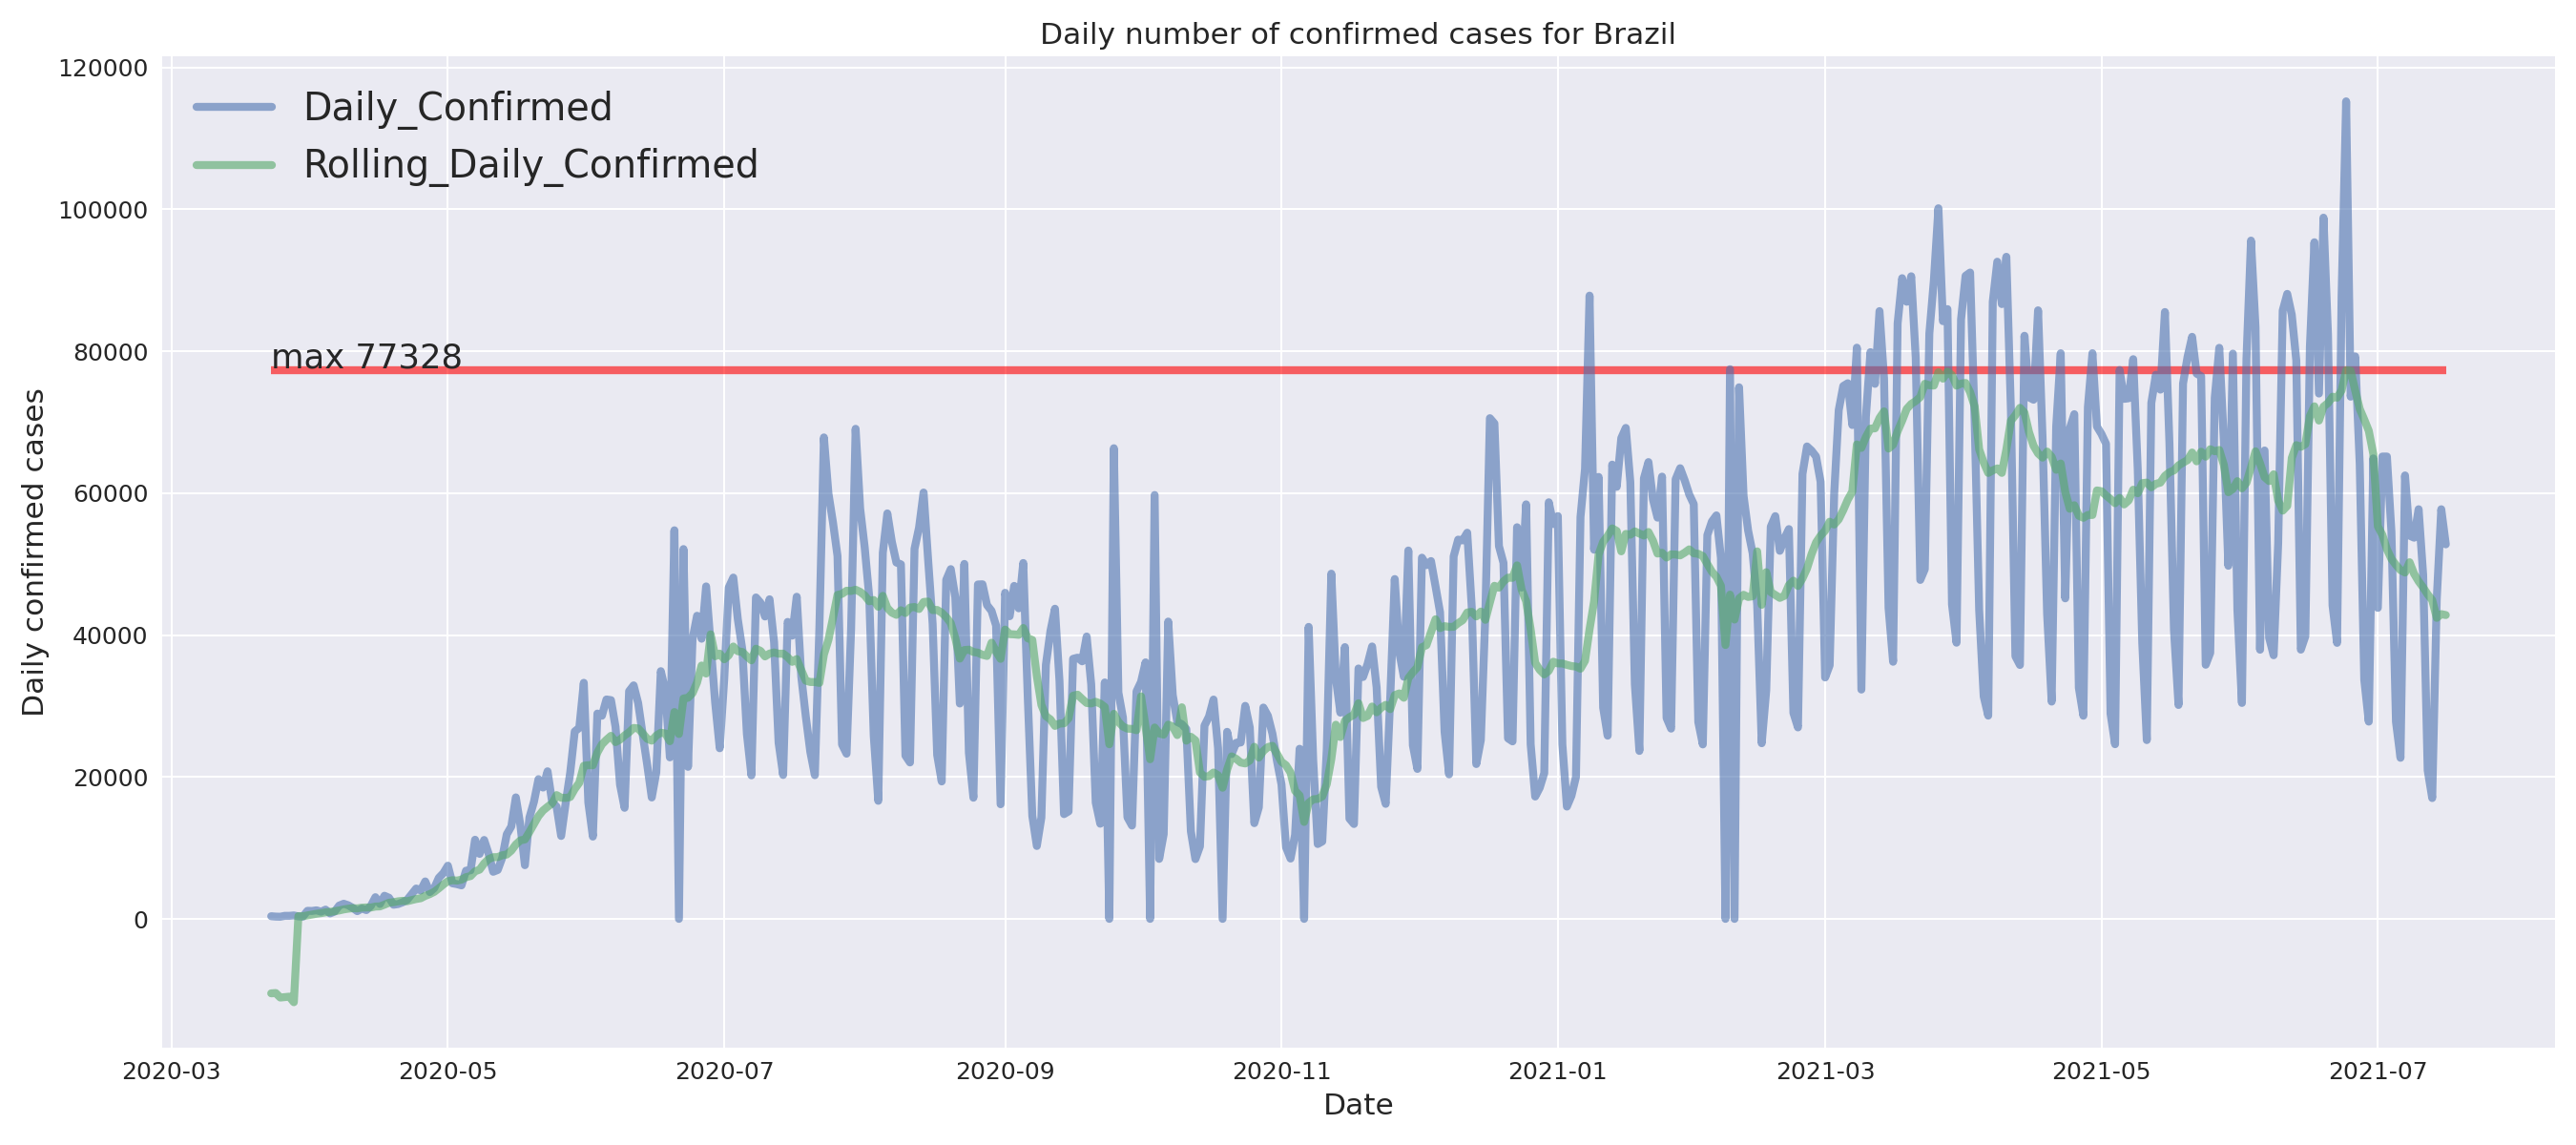 Daily number of confirmed cases for Brazil
120000
Daily_Confirmed
Rolling_Daily_Confirmed
100000
80000
max 77328
60000
40000
20000
0
Daily confirmed cases
2020-03 2020-05 2020-07 2020-09 2020-11 2021-01 2021-03 2021-05 2021-07
Date